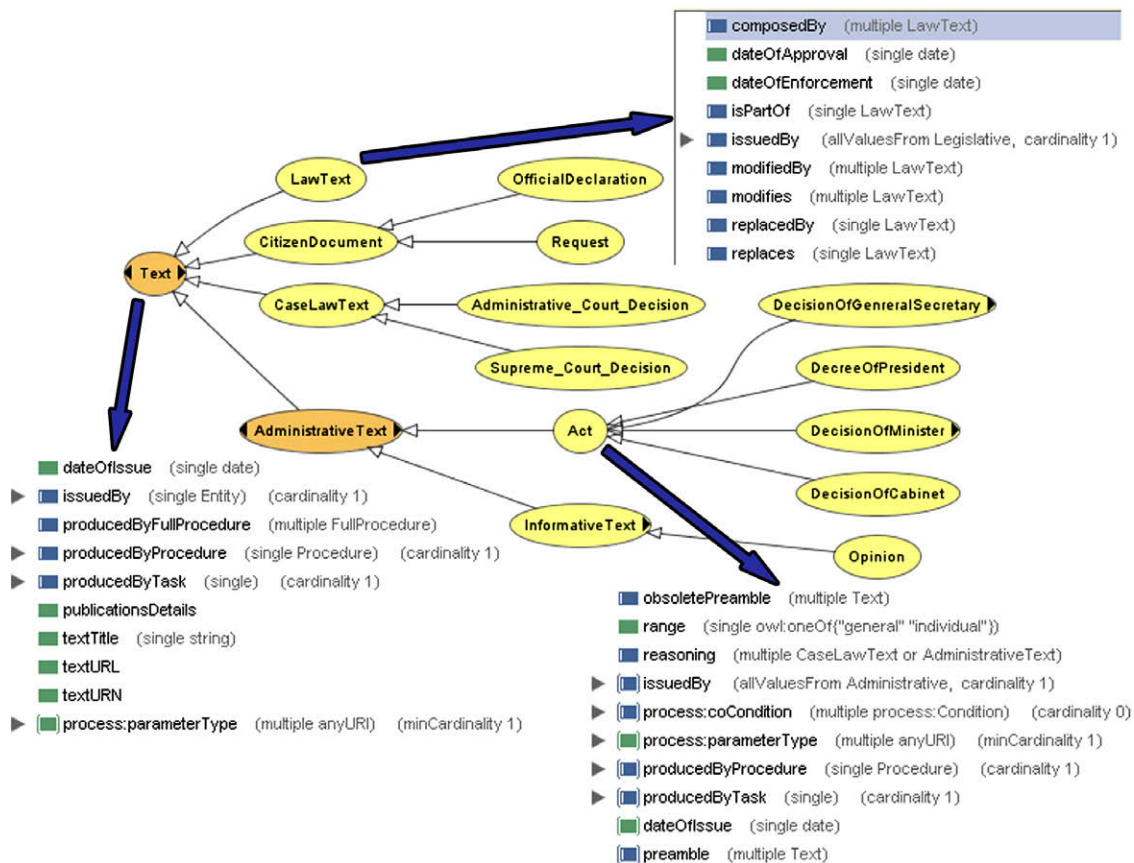 composedBy (multiple LawText)
dateOfApproval (single date)
dateOfEnforcement (single date)
isPartOf (single LawText)
issuedBy (allValuesFrom Legislative, cardinality 1)
modifiedBy (multiple LawText)
modifies (multiple LawText)
replacedBy (single LawText)
replaces (single LawText)
LawText
OfficialDeclaration
CitizenDocument
Request
Text
CaseLawText
Administrative_Court_Decision
DecisionOfGenreralSecretary
Supreme_Court_Decision
DecreeOfPresident
AdministrativeText
Act
DecisionOfMinister
DecisionOfCabinet
InformativeText
Opinion
dateOfIssue (single date)
issuedBy (single Entity) (cardinality 1)
producedByFullProcedure (multiple FullProcedure)
producedByProcedure (single Procedure) (cardinality 1)
producedByTask (single) (cardinality 1)
publicationsDetails
textTitle (single string)
textURL
textURN
process:parameterType (multiple anyURI) (minCardinality 1)
obsoletePreamble (multiple Text)
range (single owl:oneOf{"general" "individual"})
reasoning (multiple CaseLawText or AdministrativeText)
issuedBy (allValuesFrom Administrative, cardinality 1)
process:coCondition (multiple process:Condition) (cardinality 0)
process:parameterType (multiple anyURI) (minCardinality 1)
producedByProcedure (single Procedure) (cardinality 1)
producedByTask (single) (cardinality 1)
dateOfIssue (single date)
preamble (multiple Text)